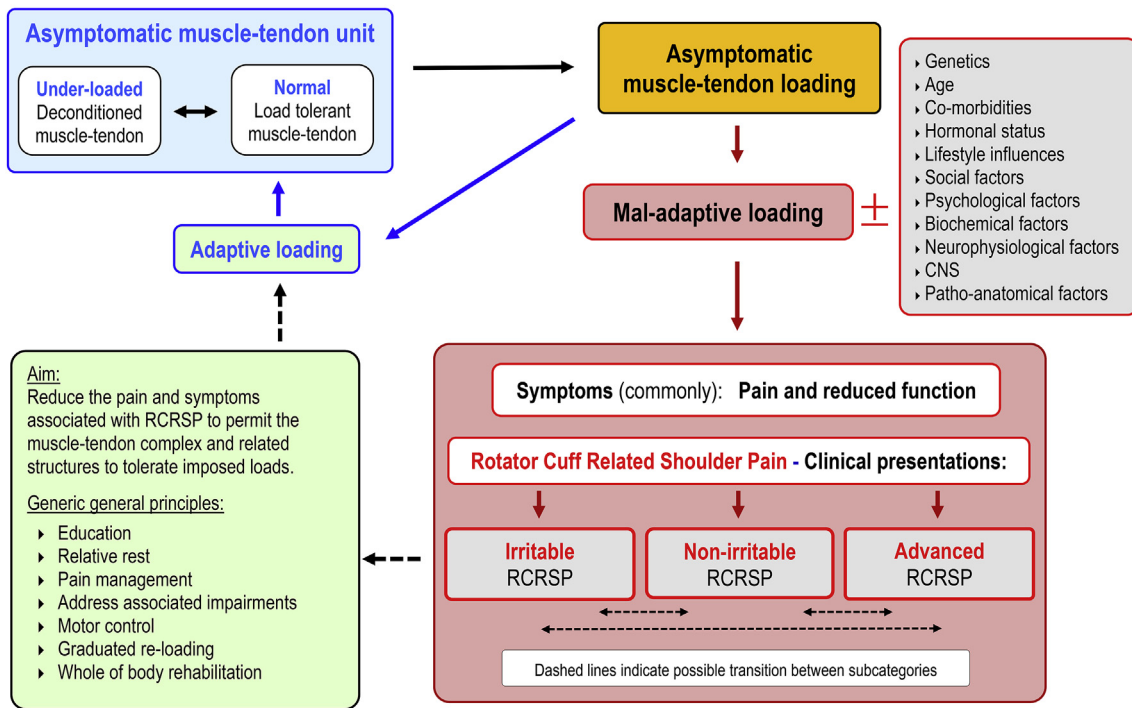 Asymptomatic muscle-tendon unit
Under-loaded
Deconditioned
muscle-tendon
Normal
Load tolerant
muscle-tendon
Asymptomatic
muscle-tendon loading
Genetics
Age
Co-morbidities
Hormonal status
Lifestyle influences
Social factors
Psychological factors
Biochemical factors
Neurophysiological factors
CNS
Patho-anatomical factors
Mal-adaptive loading
±
Adaptive loading
Aim:
Reduce the pain and symptoms
associated with RCRSP to permit the
muscle-tendon complex and related
structures to tolerate imposed loads.
Generic general principles:
Education
Relative rest
Pain management
Address associated impairments
Motor control
Graduated re-loading
Whole of body rehabilitation
Symptoms (commonly): Pain and reduced function
Rotator Cuff Related Shoulder Pain - Clinical presentations:
Irritable
RCRSP
Non-irritable
RCRSP
Advanced
RCRSP
Dashed lines indicate possible transition between subcategories